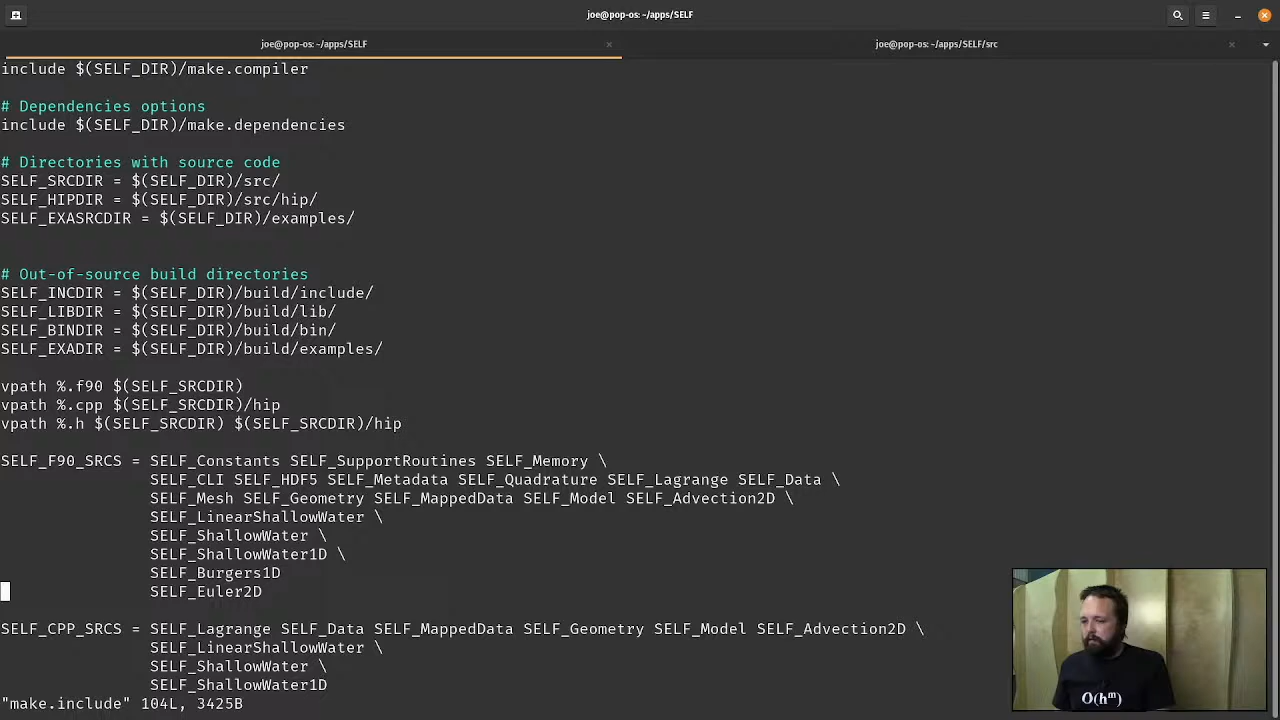 joe@pop-os: ~/apps/SELF
joe@pop-os: ~/apps/SELF
joe@pop-os: ~/apps/SELF/src
include $(SELF_DIR)/make.compiler
# Dependencies options
include $(SELF_DIR)/make.dependencies
# Directories with source code
SELF_SRCDIR = $(SELF_DIR)/src/
SELF_HIPDIR = $(SELF_DIR)/src/hip/
SELF_EXASRCDIR = $(SELF_DIR)/examples/
# Out-of-source build directories
SELF_INCDIR = $(SELF_DIR)/build/include/
SELF_LIBDIR = $(SELF_DIR)/build/lib/
SELF_BINDIR = $(SELF_DIR)/build/bin/
SELF_EXADIR = $(SELF_DIR)/build/examples/
vpath %.f90 $(SELF_SRCDIR)
vpath %.cpp $(SELF_SRCDIR)/hip
vpath %.h $(SELF_SRCDIR) $(SELF_SRCDIR)/hip
SELF_F90_SRCS = SELF_Constants SELF_SupportRoutines SELF_Memory \
SELF_CLI SELF_HDF5 SELF_Metadata SELF_Quadrature SELF_Lagrange SELF_Data \
SELF_Mesh SELF_Geometry SELF_MappedData SELF_Model SELF_Advection2D \
SELF_LinearShallowWater \
SELF_ShallowWater \
SELF_ShallowWater1D \
SELF_Burgers1D
SELF_Euler2D
SELF_CPP_SRCS = SELF_Lagrange SELF_Data SELF_MappedData SELF_Geometry SELF_Model SELF_Advection2D \
SELF_LinearShallowWater \
SELF_ShallowWater \
SELF_ShallowWater1D
"make.include" 104L, 3425B
O(hᵐ)